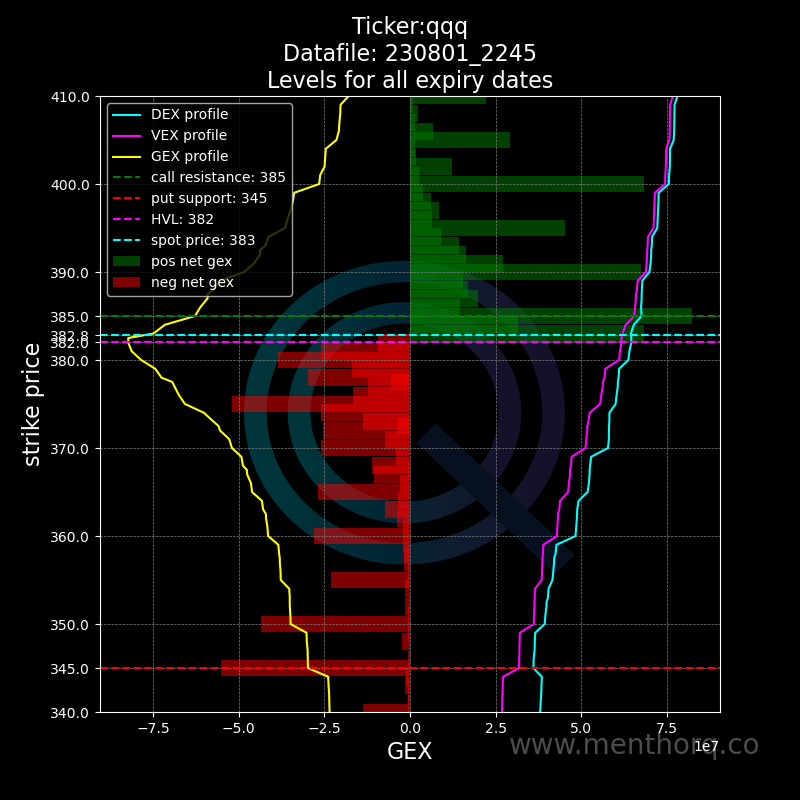 Ticker:qqq
Datafile: 230801_2245
Levels for all expiry dates
DEX profile
VEX profile
GEX profile
call resistance: 385
put support: 345
HVL: 382
spot price: 383
pos net gex
neg net gex
410.0
400.0
390.0
385.0
382.8
380.0
370.0
360.0
350.0
345.0
340.0
strike price
−7.5
−5.0
−2.5
0.0
2.5
5.0
7.5
1e7
GEX
www.menthorq.co